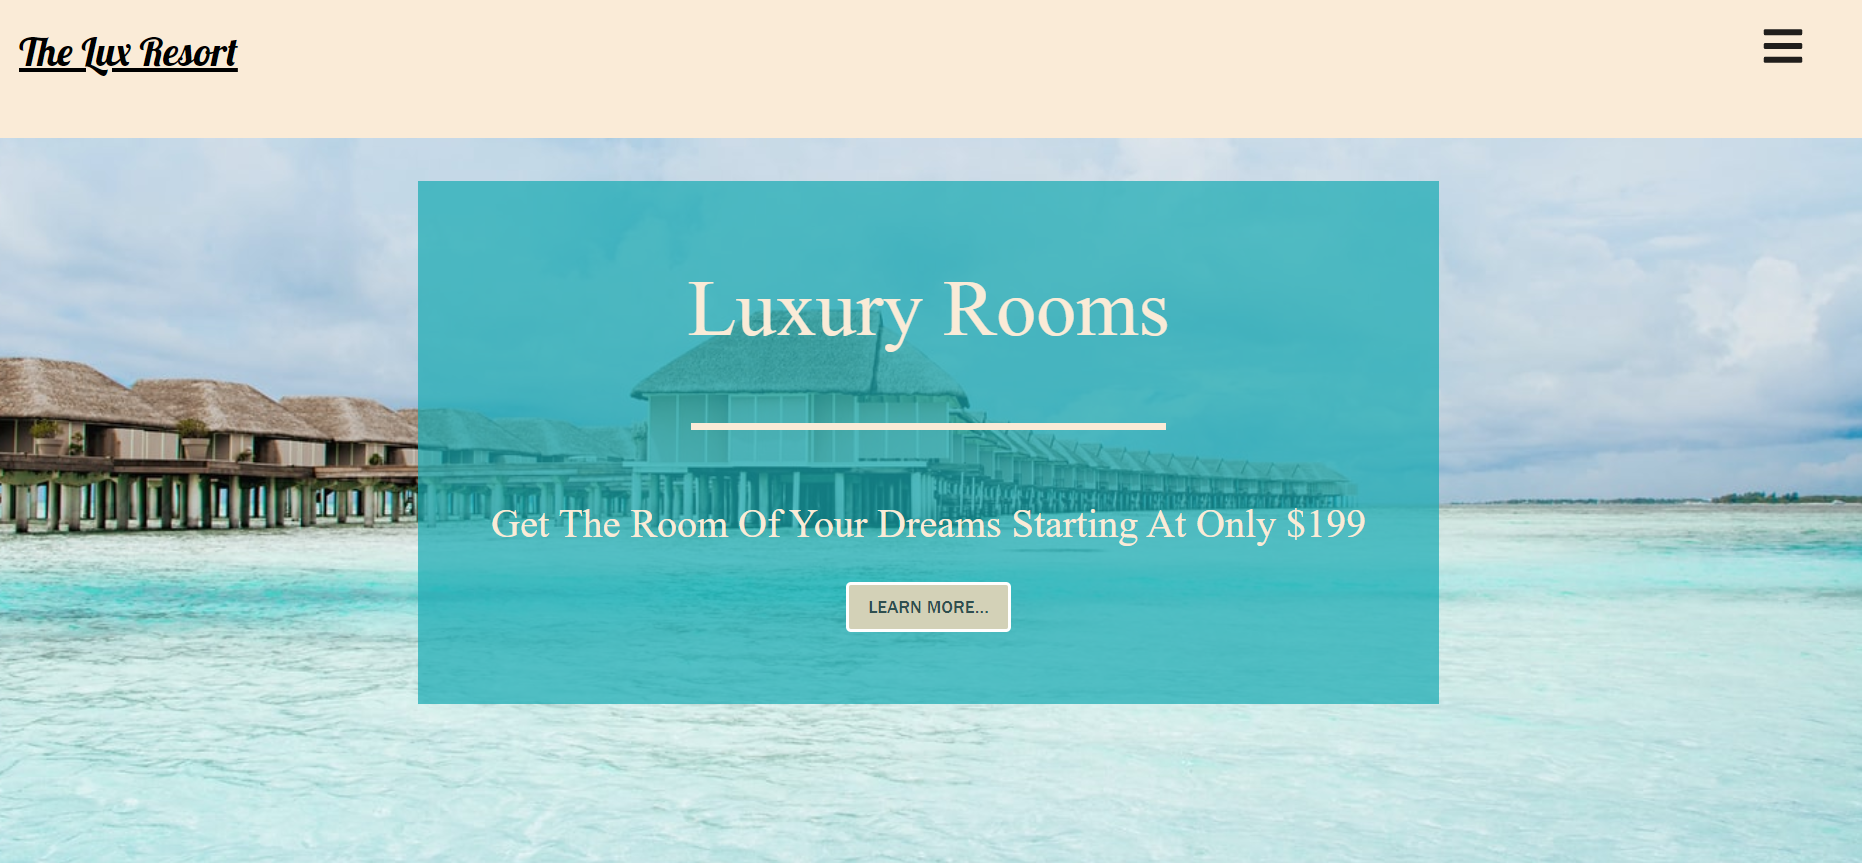 The Lux Resort
Luxury Rooms
Get The Room Of Your Dreams Starting At Only $199
LEARN MORE...